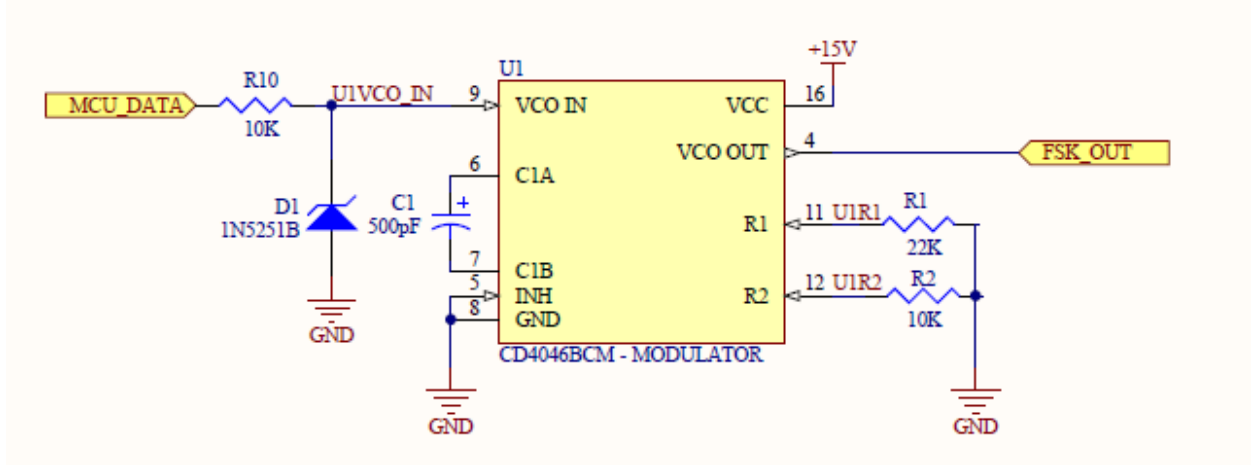 +15V
U1
R10
U1VCO_IN
9
VCO IN
VCC
16
MCU_DATA
10K
VCO OUT
4
FSK_OUT
6
C1A
D1
1N5251B
C1
+
500pF
R1
11
U1R1
R1
22K
7
C1B
5
INH
R2
12
U1R2
R2
8
GND
10K
GND
CD4046BCM - MODULATOR
GND
GND